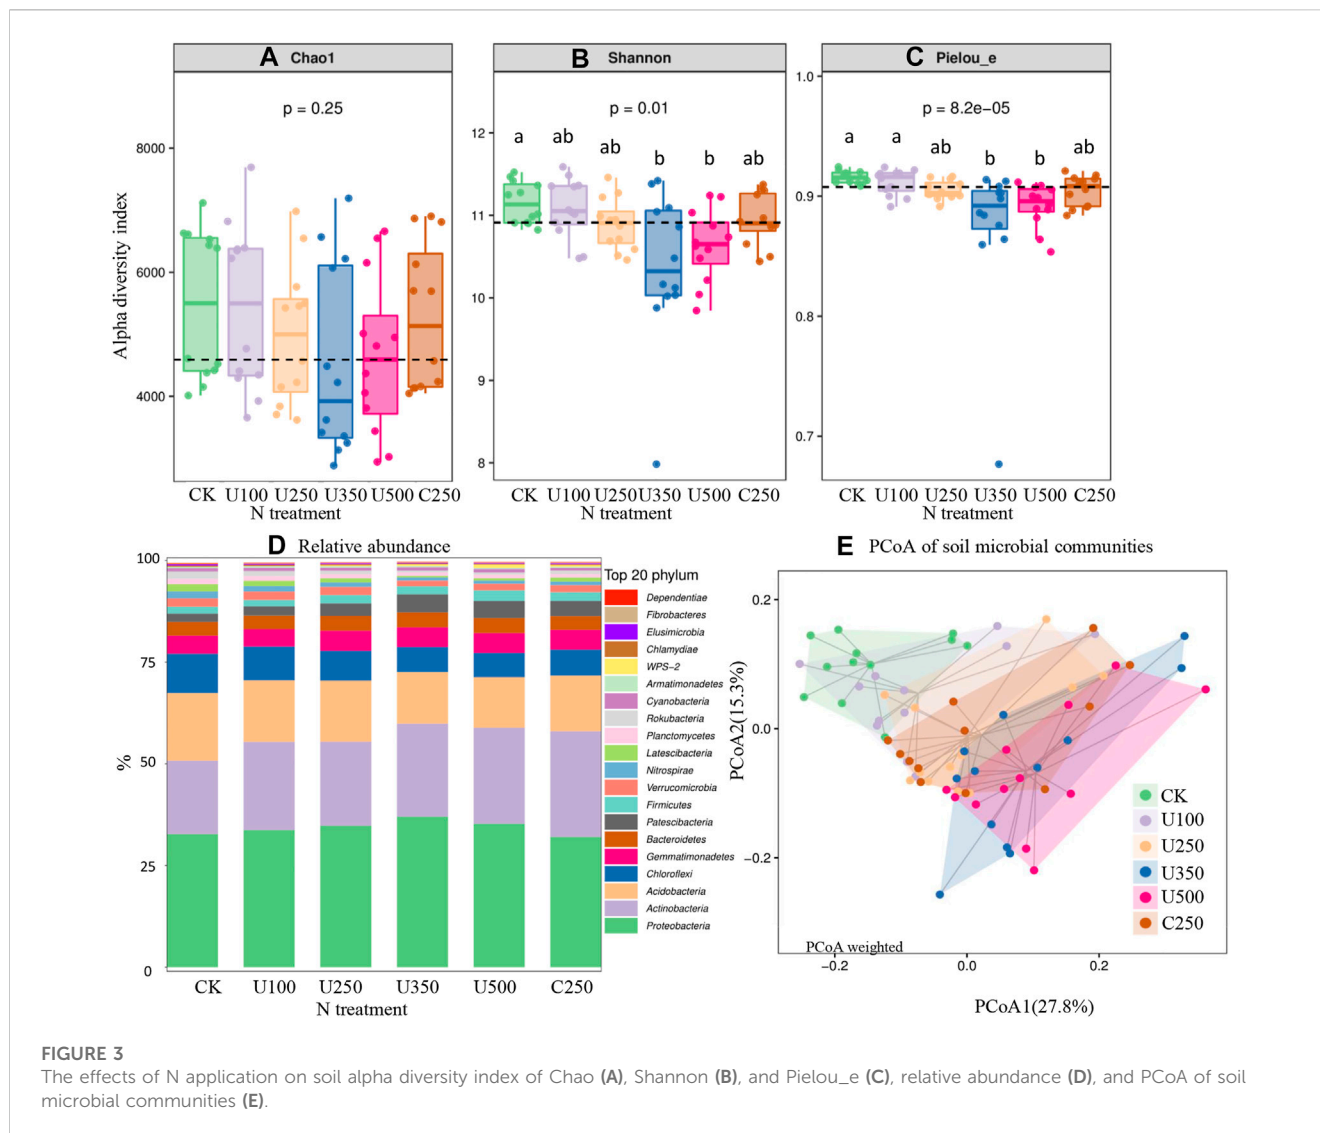 A Chao1
B Shannon
C Pielou_e
p = 0.25
p = 0.01
p = 8.2e−05
a ab ab b b ab
a a ab b b ab
Alpha diversity index
8000
6000
4000
12
11
10
9
8
1.0
0.9
0.8
0.7
CK U100 U250 U350 U500 C250
N treatment
CK U100 U250 U350 U500 C250
N treatment
CK U100 U250 U350 U500 C250
N treatment
D Relative abundance
100
75
50
25
0
%
CK U100 U250 U350 U500 C250
N treatment
Top 20 phylum
Dependentiae
Fibrobacteres
Elusimicrobia
Chlamydiae
WPS−2
Armatimonadetes
Cyanobacteria
Rokubacteria
Planctomycetes
Latescibacteria
Nitrospirae
Verrucomicrobia
Firmicutes
Patescibacteria
Bacteroidetes
Gemmatimonadetes
Chloroflexi
Acidobacteria
Actinobacteria
Proteobacteria
E PCoA of soil microbial communities
0.2
0.0
−0.2
PCoA2(15.3%)
CK
U100
U250
U350
U500
C250
PCoA weighted
−0.2 0.0 0.2
PCoA1(27.8%)
FIGURE 3
The effects of N application on soil alpha diversity index of Chao (A), Shannon (B), and Pielou_e (C), relative abundance (D), and PCoA of soil
microbial communities (E).